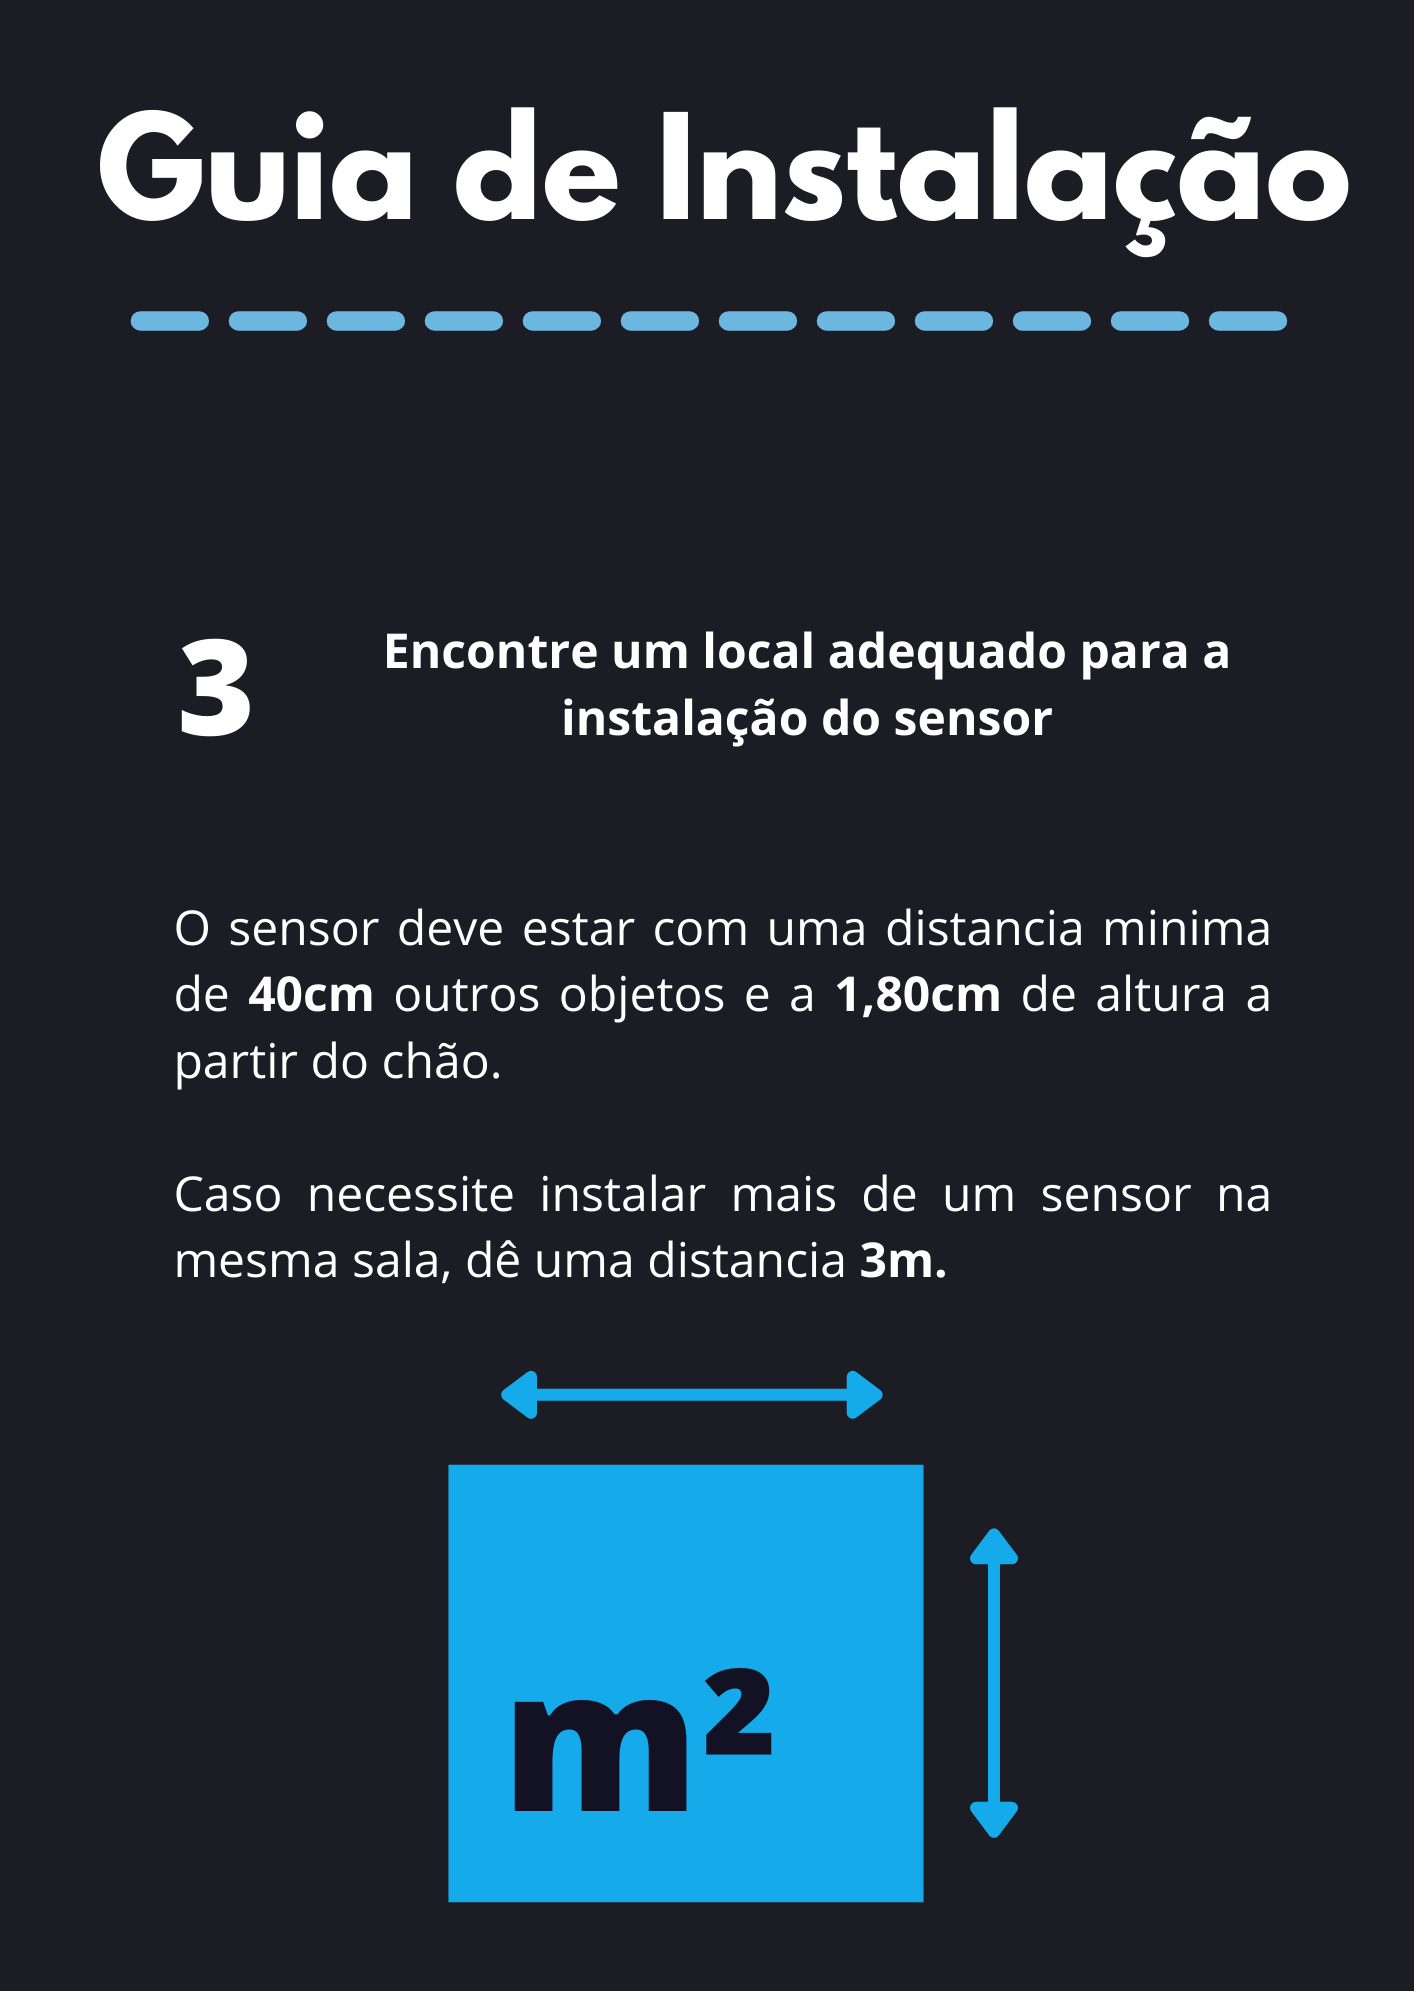 Guia de Instalação
3
Encontre um local adequado para a
instalação do sensor
O sensor deve estar com uma distancia minima
de 40cm outros objetos e a 1,80cm de altura a
partir do chão.
Caso necessite instalar mais de um sensor na
mesma sala, dê uma distancia 3m.
m²